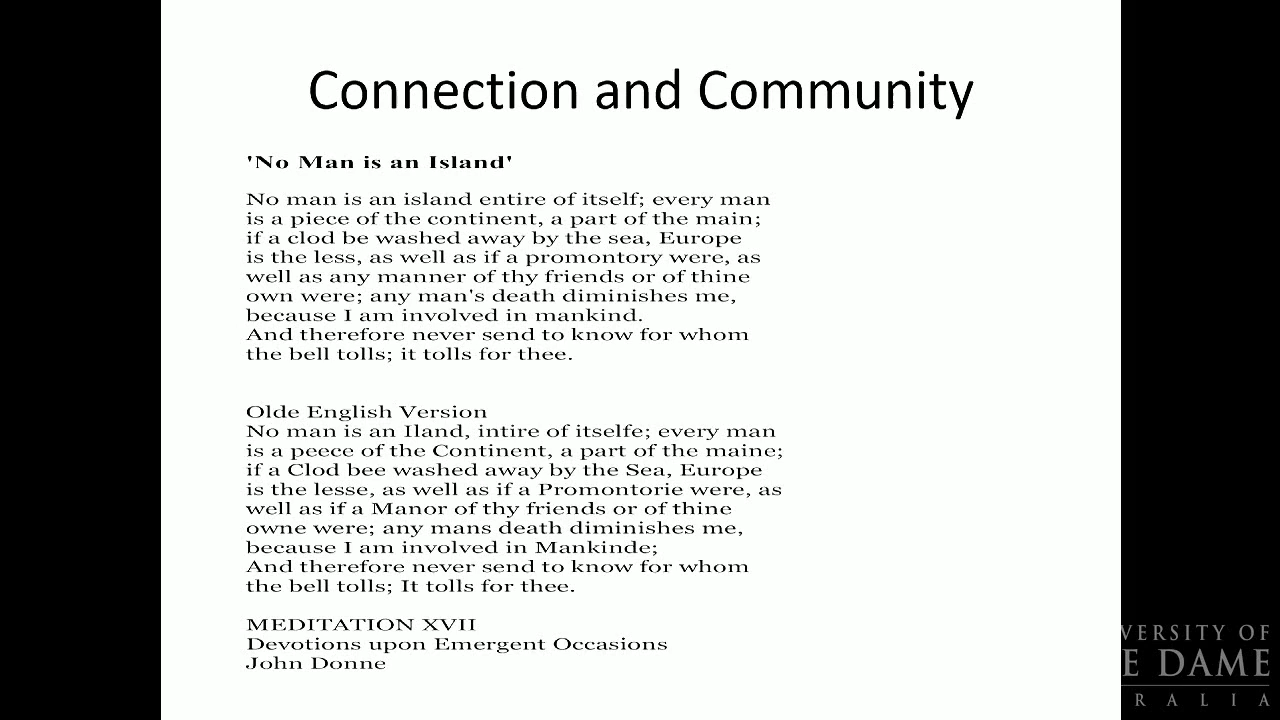 Connection and Community
'No Man is an Island'
No man is an island entire of itself; every man
is a piece of the continent, a part of the main;
if a clod be washed away by the sea, Europe
is the less, as well as if a promontory were, as
well as any manner of thy friends or of thine
own were; any man's death diminishes me,
because I am involved in mankind.
And therefore never send to know for whom
the bell tolls; it tolls for thee.
Olde English Version
No man is an Iland, intire of itselfe; every man
is a peece of the Continent, a part of the maine;
if a Clod bee washed away by the Sea, Europe
is the lesse, as well as if a Promontorie were, as
well as if a Manor of thy friends or of thine
owne were; any mans death diminishes me,
because I am involved in Mankinde;
And therefore never send to know for whom
the bell tolls; It tolls for thee.
MEDITATION XVII
Devotions upon Emergent Occasions
John Donne
VERSITY OF
E DAME
RALIA